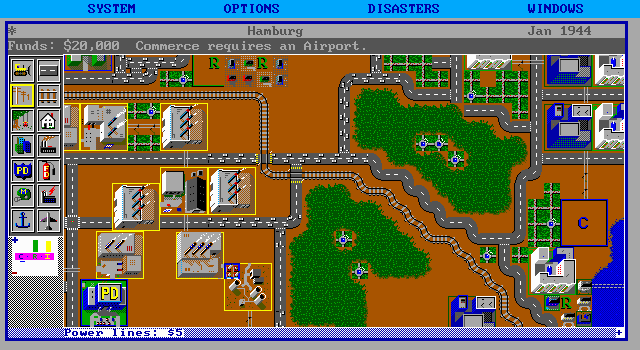 SYSTEM OPTIONS DISASTERS WINDOWS
Hamburg Jan 1944
Funds: $20,000 Commerce requires an Airport.
R R
PD
C
PD
R
Power lines: $5